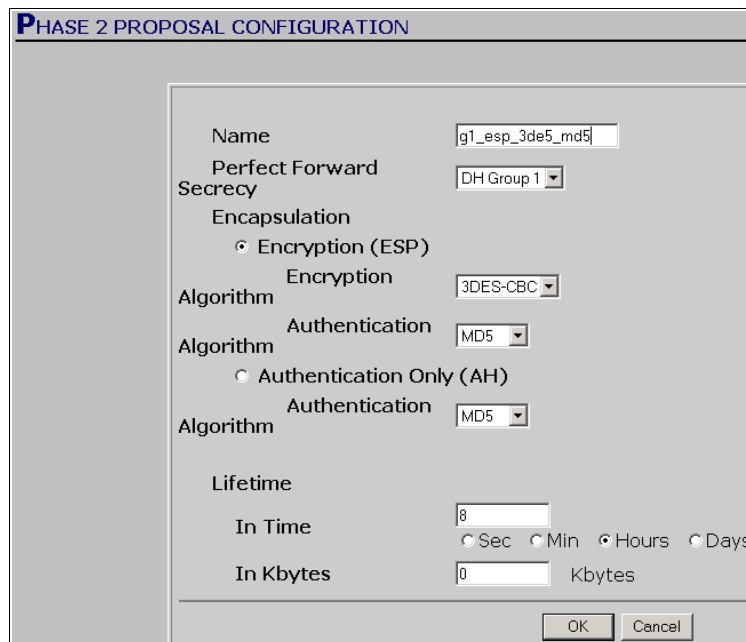 PHASE 2 PROPOSAL CONFIGURATION
Name g1_esp_3de5_md5
Perfect Forward
Secrecy DH Group 1
Encapsulation
Encryption (ESP)
Encryption
Algorithm 3DES-CBC
Authentication
Algorithm MD5
Authentication Only (AH)
Authentication
Algorithm MD5
Lifetime
In Time 8
Sec Min Hours Days
In Kbytes 0 Kbytes
OK Cancel